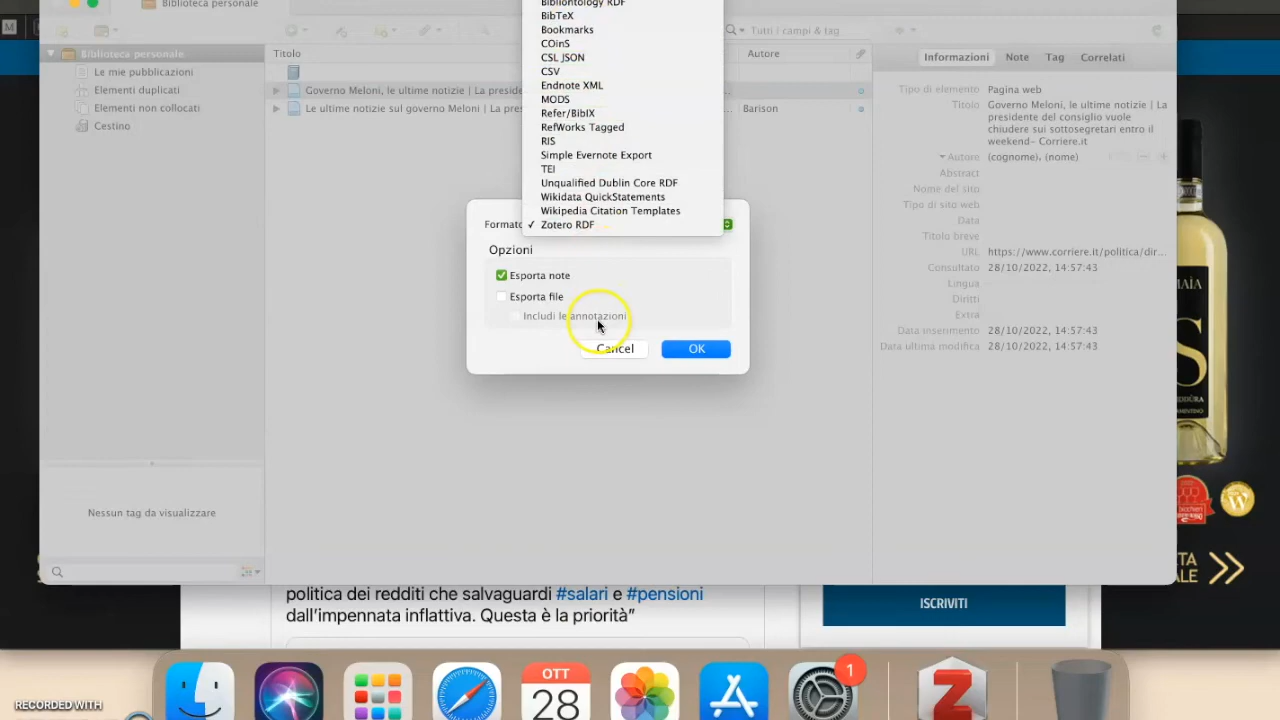 Biblioteca personale
Bibliontology RDF
BibTeX
Bookmarks
COinS
CSL JSON
CSV
Endnote XML
MODS
Refer/BibIX
RefWorks Tagged
RIS
Simple Evernote Export
TEI
Unqualified Dublin Core RDF
Wikidata QuickStatements
Wikipedia Citation Templates
✓ Zotero RDF
M
Biblioteca personale
Le mie pubblicazioni
Elementi duplicati
Elementi non collocati
Cestino
Nessun tag da visualizzare
Titolo
Autore
Governo Meloni, le ultime notizie | La presidente...
Le ultime notizie sul governo Meloni | La pres
Barison
Tutti i campi & tag
Formato
Opzioni
Esporta note
Esporta file
Includi le annotazioni
Cancel
OK
Informazioni
Note
Tag
Correlati
Tipo di elemento Pagina web
Titolo Governo Meloni, le ultime notizie | La
presidente del consiglio vuole
chiudere sui sottosegretari entro il
weekend- Corriere.it
Autore (cognome), (nome)
Abstract
Nome del sito
Tipo di sito web
Data
Titolo breve
URL https://www.corriere.it/politica/dir...
Consultato 28/10/2022, 14:57:43
Lingua
Diritti
Extra
Data inserimento 28/10/2022, 14:57:43
Data ultima modifica 28/10/2022, 14:57:43
politica dei redditi che salvaguardi #salari e #pensioni
dall'impennata inflattiva. Questa è la priorità”
ISCRIVITI
OTT
28
1
Z
RECORDED WITH